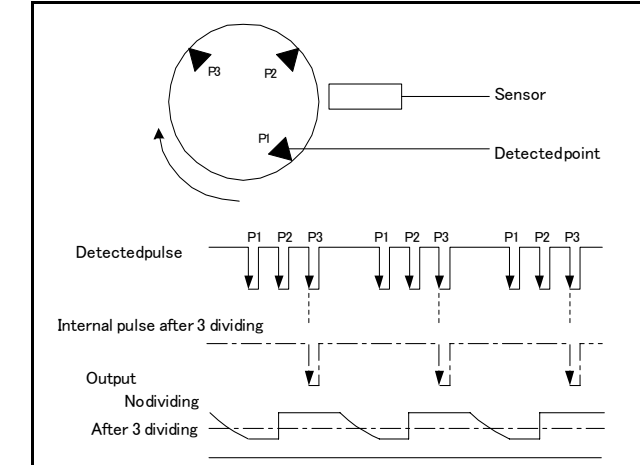 P3
P2
Sensor
P1
Detectedpoint
P1 P2 P3 P1 P2 P3 P1 P2 P3
Detectedpulse
Internal pulse after 3 dividing
Output
Nodividing
After 3 dividing